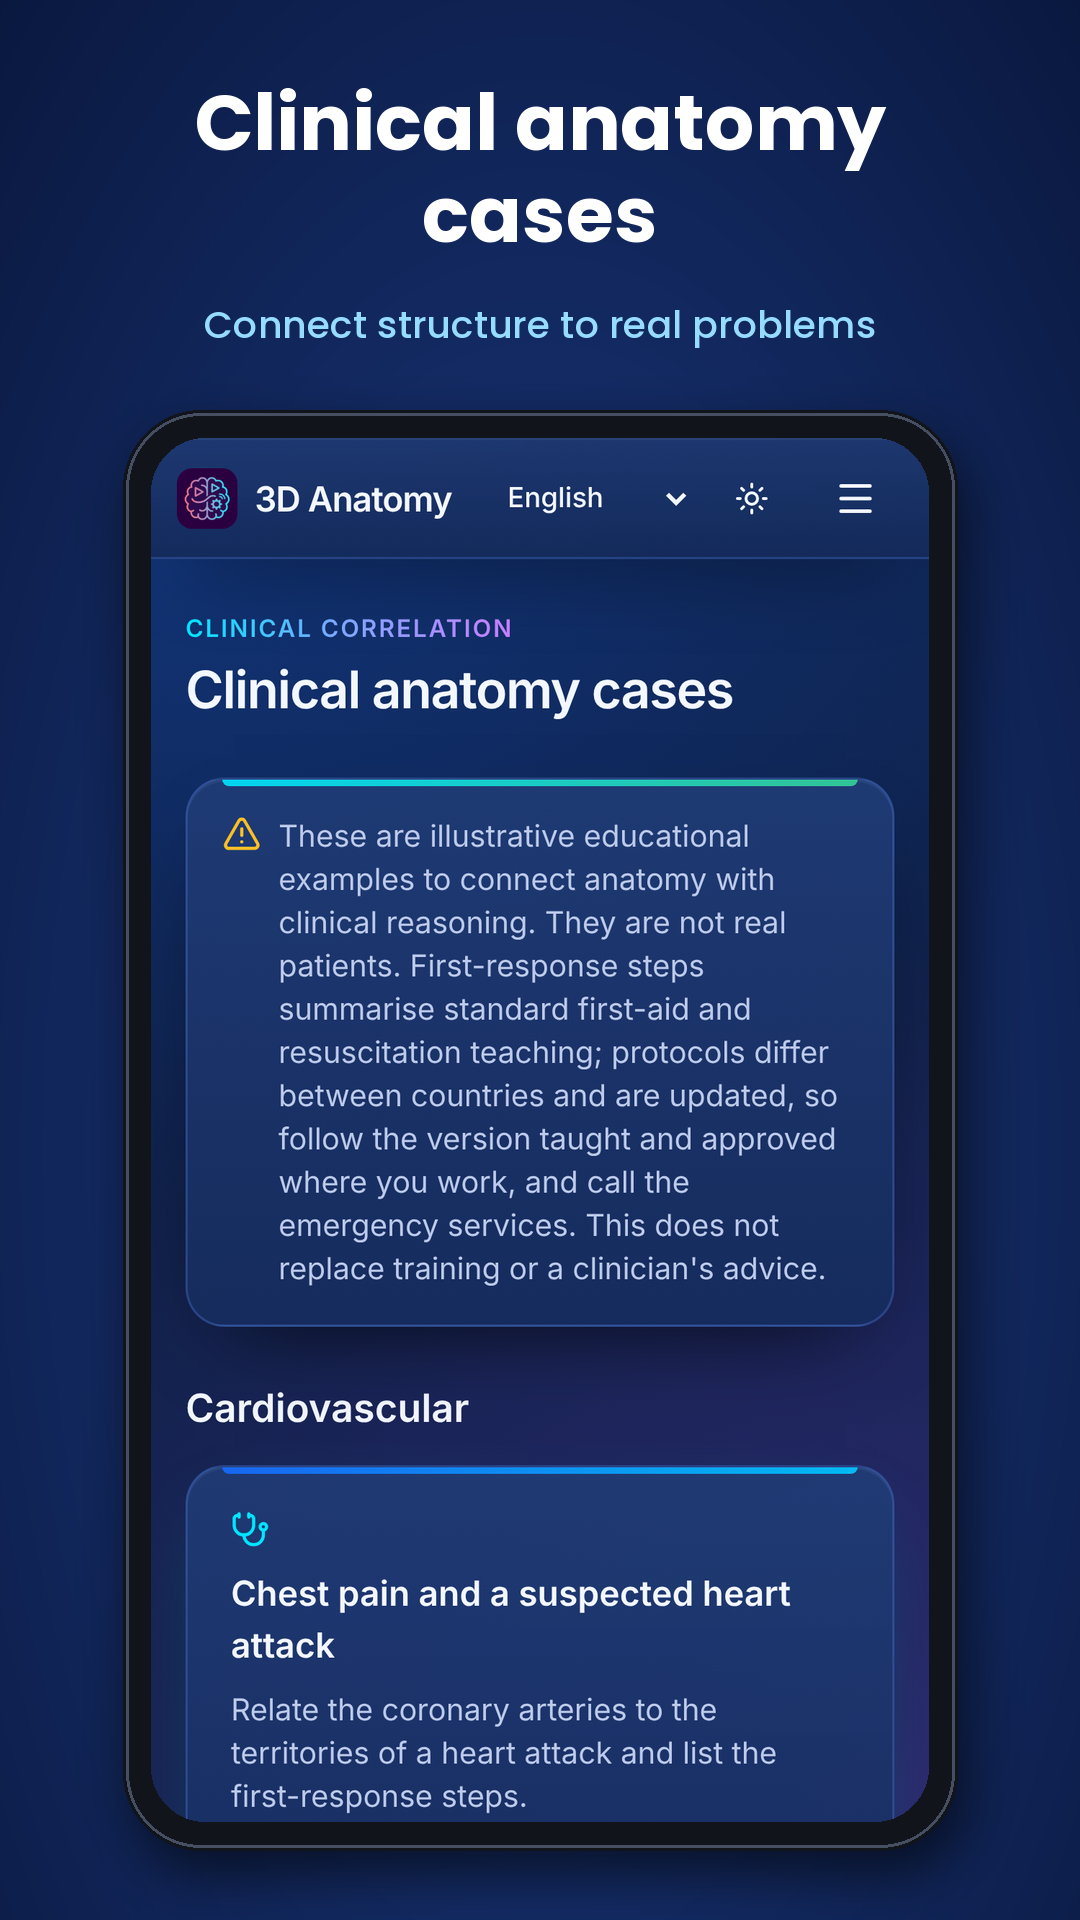 Clinical anatomy
cases
Connect structure to real problems
3D Anatomy English
CLINICAL CORRELATION
Clinical anatomy cases
These are illustrative educational
examples to connect anatomy with
clinical reasoning. They are not real
patients. First-response steps
summarise standard first-aid and
resuscitation teaching; protocols differ
between countries and are updated, so
follow the version taught and approved
where you work, and call the
emergency services. This does not
replace training or a clinician's advice.
Cardiovascular
Chest pain and a suspected heart
attack
Relate the coronary arteries to the
territories of a heart attack and list the
first-response steps.